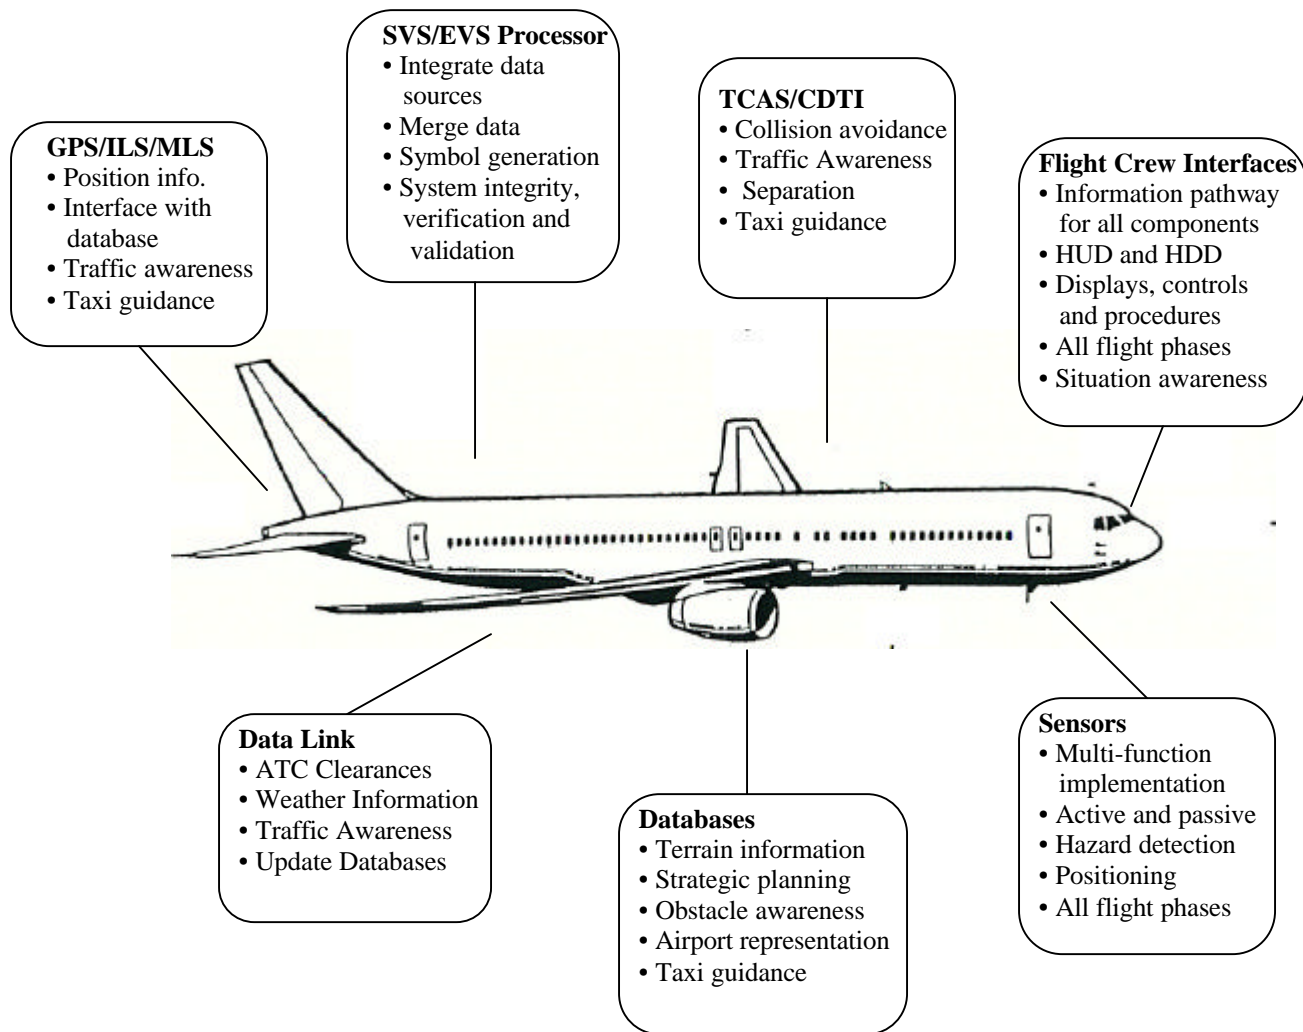 SVS/EVS Processor
• Integrate data
sources
• Merge data
• Symbol generation
• System integrity,
verification and
validation
TCAS/CDTI
• Collision avoidance
• Traffic Awareness
•  Separation
• Taxi guidance
GPS/ILS/MLS
• Position info.
• Interface with
database
• Traffic awareness
• Taxi guidance
Flight Crew Interfaces
• Information pathway
for all components
• HUD and HDD
• Displays, controls
and procedures
• All flight phases
• Situation awareness
Data Link
• ATC Clearances
• Weather Information
• Traffic Awareness
• Update Databases
Databases
• Terrain information
• Strategic planning
• Obstacle awareness
• Airport representation
• Taxi guidance
Sensors
• Multi-function
implementation
• Active and passive
• Hazard detection
• Positioning
• All flight phases